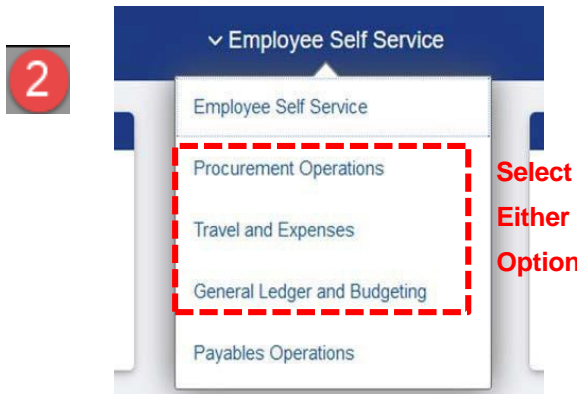 2
Employee Self Service
Employee Self Service
Procurement Operations
Travel and Expenses
General Ledger and Budgeting
Payables Operations
Select
Either
Option